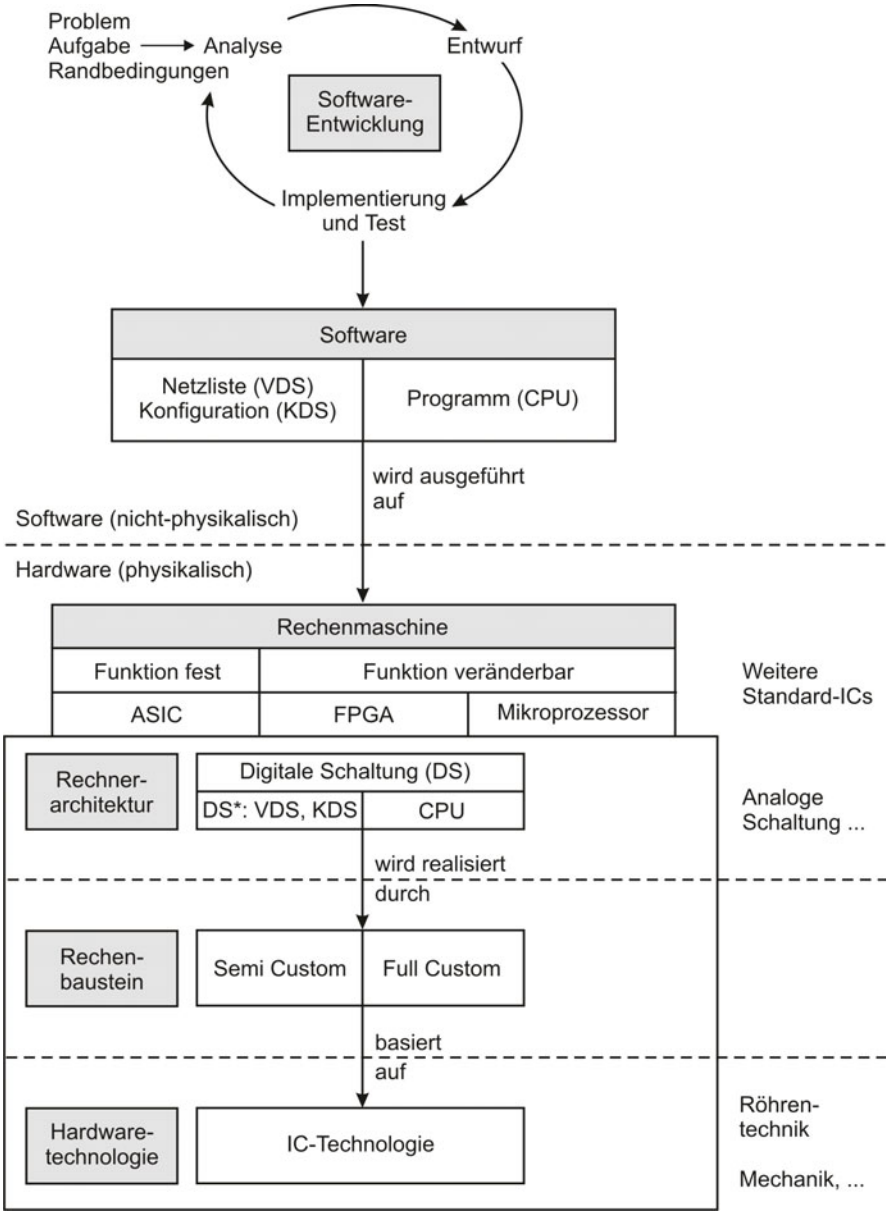 Problem
Aufgabe
Randbedingungen
Analyse
Entwurf
Software-
Entwicklung
Implementierung
und Test
Software
Netzliste (VDS)
Konfiguration (KDS)
Programm (CPU)
wird ausgeführt
auf
Software (nicht-physikalisch)
Hardware (physikalisch)
Rechenmaschine
Funktion fest
Funktion veränderbar
ASIC
FPGA
Mikroprozessor
Weitere
Standard-ICs
Rechner-
architektur
Digitale Schaltung (DS)
DS*: VDS, KDS
CPU
Analoge
Schaltung ...
wird realisiert
durch
Rechen-
baustein
Semi Custom
Full Custom
basiert
auf
Hardware-
technologie
IC-Technologie
Röhren-
technik
Mechanik, ...